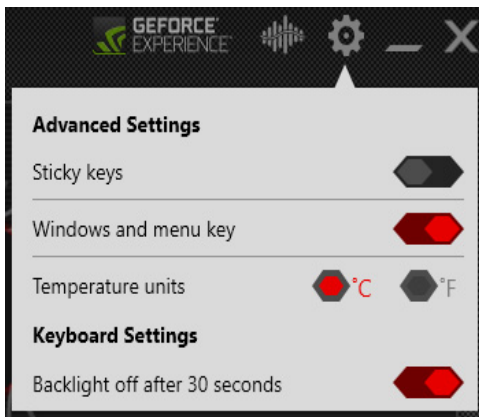 GEFORCE
EXPERIENCE
Advanced Settings
Sticky keys
Windows and menu key
Temperature units °C °F
Keyboard Settings
Backlight off after 30 seconds